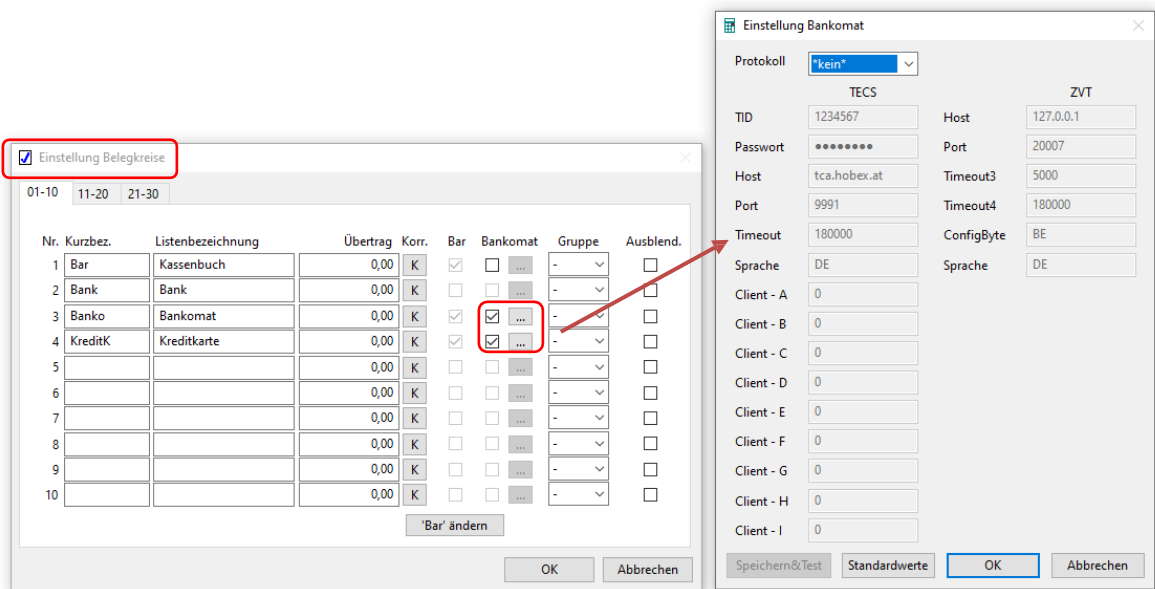 Einstellung Belegkreise
01-10 11-20 21-30
Nr. Kurzbez. Listenbezeichnung Übertrag Korr. Bar Bankomat Gruppe Ausblend.
1 Bar Kassenbuch 0,00 K ... -
2 Bank Bank 0,00 K ... -
3 Banko Bankomat 0,00 K ... -
4 KreditK Kreditkarte 0,00 K ... -
5 0,00 K ... -
6 0,00 K ... -
7 0,00 K ... -
8 0,00 K ... -
9 0,00 K ... -
10 0,00 K ... -
'Bar' ändern
OK Abbrechen
Einstellung Bankomat
Protokoll *kein*
TECS ZVT
TID 1234567 Host 127.0.0.1
Passwort ●●●●●●●● Port 20007
Host tca.hobex.at Timeout3 5000
Port 9991 Timeout4 180000
Timeout 180000 ConfigByte BE
Sprache DE Sprache DE
Client - A 0
Client - B 0
Client - C 0
Client - D 0
Client - E 0
Client - F 0
Client - G 0
Client - H 0
Client - I 0
Speichern&Test Standardwerte OK Abbrechen